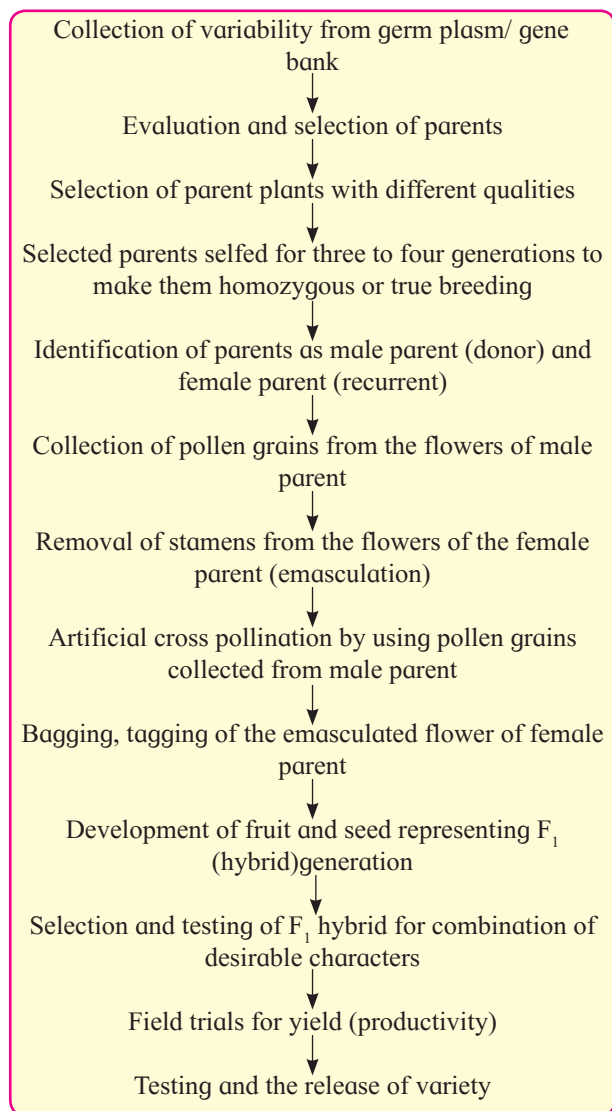 Collection of variability from germ plasm/ gene
bank
Evaluation and selection of parents
Selection of parent plants with different qualities
Selected parents selfed for three to four generations to
make them homozygous or true breeding
Identification of parents as male parent (donor) and
female parent (recurrent)
Collection of pollen grains from the flowers of male
parent
Removal of stamens from the flowers of the female
parent (emasculation)
Artificial cross pollination by using pollen grains
collected from male parent
Bagging, tagging of the emasculated flower of female
parent
Development of fruit and seed representing F₁
(hybrid)generation
Selection and testing of F₁ hybrid for combination of
desirable characters
Field trials for yield (productivity)
Testing and the release of variety